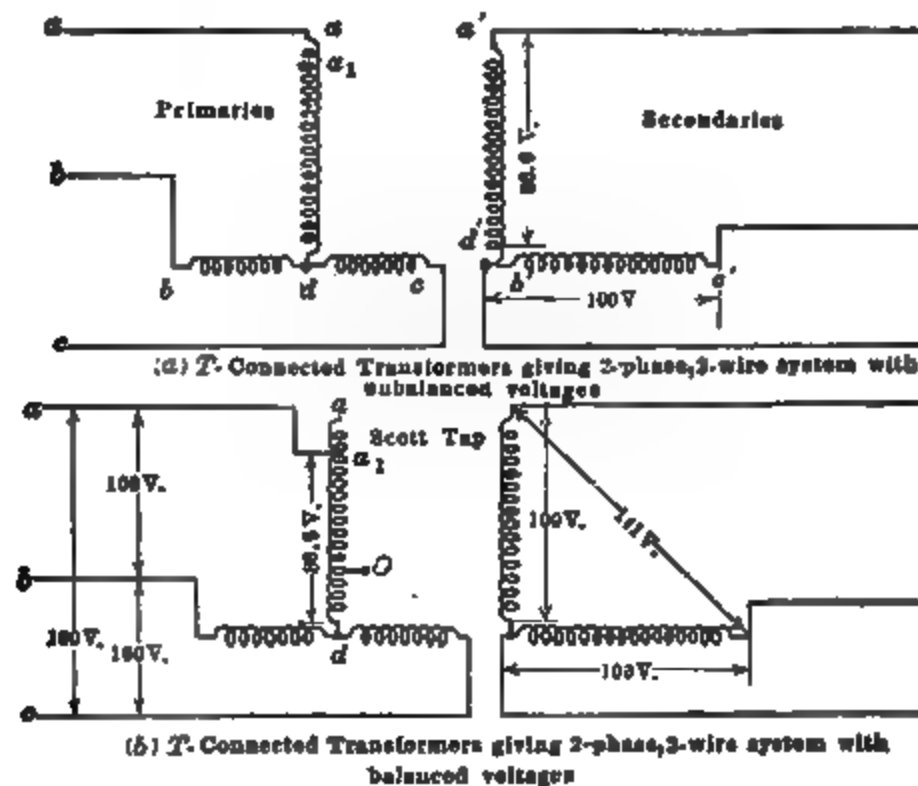 a a a'
a₁
Primaries Secondaries
b
b d c b' c'
100 V
c
(a) T-Connected Transformers giving 2-phase, 3-wire system with
unbalanced voltages
a a
Scott Tap
a₁
100 V.
100 V.
O
b
100 V.
d
100 V.
c
(b) T-Connected Transformers giving 2-phase, 3-wire system with
balanced voltages